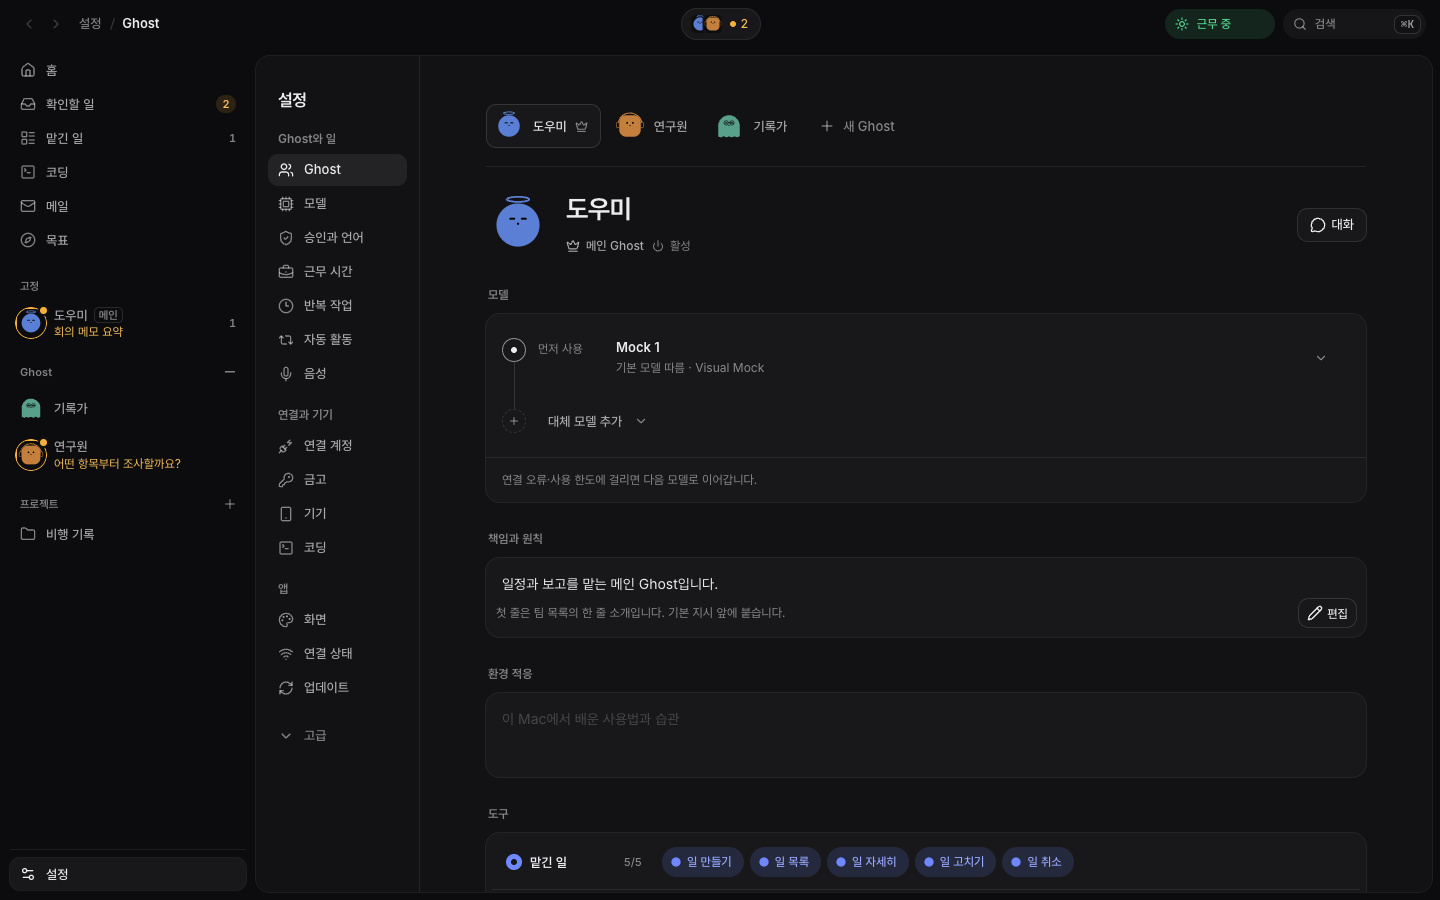 설정 / Ghost
2
근무 중
검색
⌘K
홈
확인할 일
2
맡긴 일
1
코딩
메일
목표
고정
도우미 메인
회의 메모 요약
1
Ghost
기록가
연구원
어떤 항목부터 조사할까요?
프로젝트
비행 기록
설정
설정
Ghost와 일
Ghost
모델
승인과 언어
근무 시간
반복 작업
자동 활동
음성
연결과 기기
연결 계정
금고
기기
코딩
앱
화면
연결 상태
업데이트
고급
도우미
연구원
기록가
새 Ghost
도우미
메인 Ghost 활성
대화
모델
먼저 사용
Mock 1
기본 모델 따름 · Visual Mock
대체 모델 추가
연결 오류·사용 한도에 걸리면 다음 모델로 이어갑니다.
책임과 원칙
일정과 보고를 맡는 메인 Ghost입니다.
첫 줄은 팀 목록의 한 줄 소개입니다. 기본 지시 앞에 붙습니다.
편집
환경 적응
이 Mac에서 배운 사용법과 습관
도구
맡긴 일
5/5
일 만들기
일 목록
일 자세히
일 고치기
일 취소